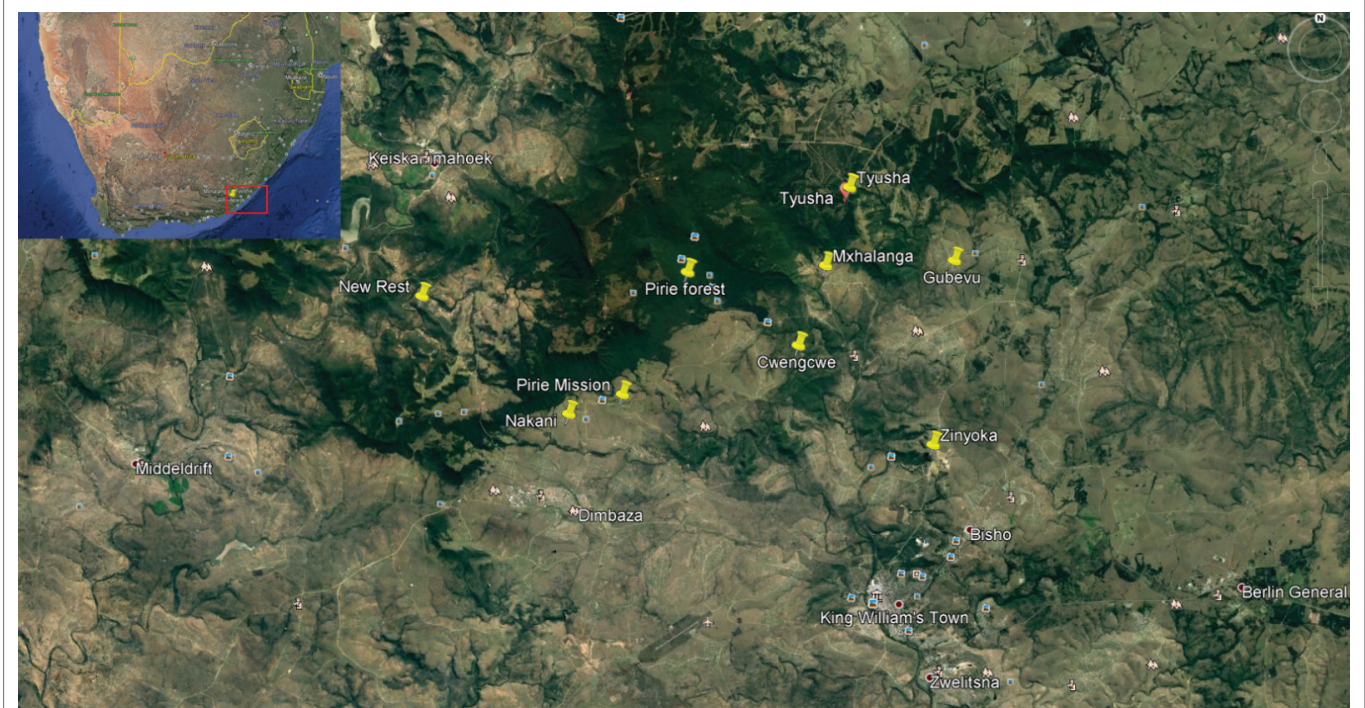 N
Keiskammahoek
Tyusha
Tyusha
Mxhalanga
Gubevu
New Rest
Pirie forest
Cwengcwe
Pirie Mission
Nakani
Zinyoka
Middeldrift
Dimbaza
Bisho
Berlin General
King William's Town
Zwelitsna